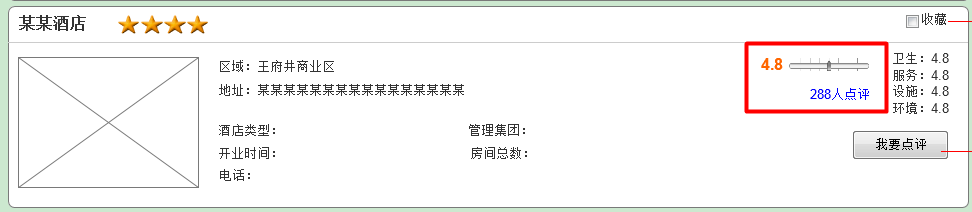 某某酒店
收藏
区域：王府井商业区
地址：某某某某某某某某某某某某某某某某
酒店类型：
管理集团：
开业时间：
房间总数：
电话：
4.8
288人点评
卫生：4.8
服务：4.8
设施：4.8
环境：4.8
我要点评